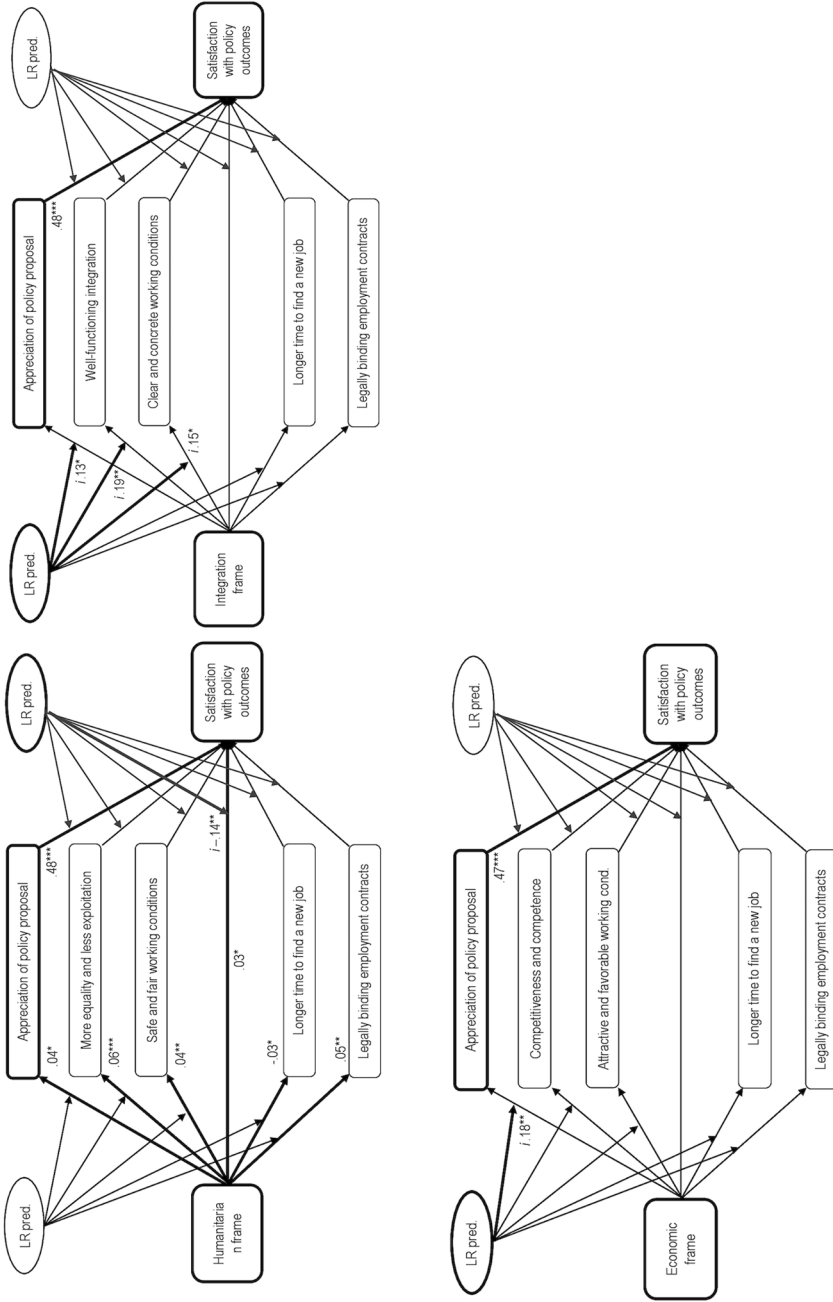 LR pred.
LR pred.
Appreciation of policy proposal
.04*
.48***
More equality and less exploitation
.06***
Safe and fair working conditions
.04**
i −.14**
Humanitaria
n frame
Satisfaction
with policy
outcomes
.03*
-.03*
Longer time to find a new job
.05**
Legally binding employment contracts
LR pred.
LR pred.
Appreciation of policy proposal
.48***
i .13*
Well-functioning integration
i .19**
Clear and concrete working conditions
i .15*
Integration
frame
Satisfaction
with policy
outcomes
Longer time to find a new job
Legally binding employment contracts
LR pred.
LR pred.
Appreciation of policy proposal
.47***
i .18**
Competitiveness and competence
Attractive and favorable working cond.
Economic
frame
Satisfaction
with policy
outcomes
Longer time to find a new job
Legally binding employment contracts